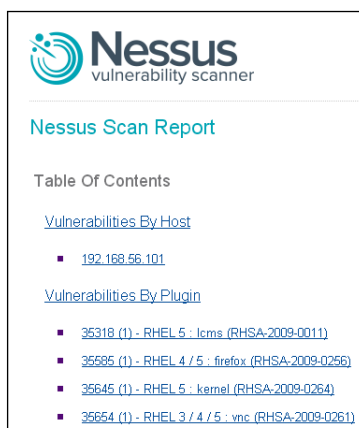 Nessus
vulnerability scanner
Nessus Scan Report
Table Of Contents
Vulnerabilities By Host
192.168.56.101
Vulnerabilities By Plugin
35318 (1) - RHEL 5 : lcms (RHSA-2009-0011)
35585 (1) - RHEL 4 / 5 : firefox (RHSA-2009-0256)
35645 (1) - RHEL 5 : kernel (RHSA-2009-0264)
35654 (1) - RHEL 3 / 4 / 5 : vnc (RHSA-2009-0261)